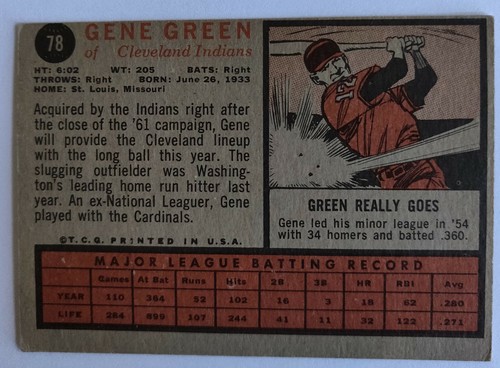 78
GENE GREEN
of Cleveland Indians
HT: 6:02 WT: 205 BATS: Right
THROWS: Right BORN: June 26, 1933
HOME: St. Louis, Missouri
Acquired by the Indians right after
the close of the '61 campaign, Gene
will provide the Cleveland lineup
with the long ball this year. The
slugging outfielder was Washing-
ton's leading home run hitter last
year. An ex-National Leaguer, Gene
played with the Cardinals.
©T.C.G. PRINTED IN U.S.A.
GREEN REALLY GOES
Gene led his minor league in '54
with 34 homers and batted .360.
MAJOR LEAGUE BATTING RECORD
Games At Bat Runs Hits 2B 3B HR RBI Avg
YEAR 110 364 52 102 16 3 18 62 .280
LIFE 264 899 107 244 41 11 32 122 .271